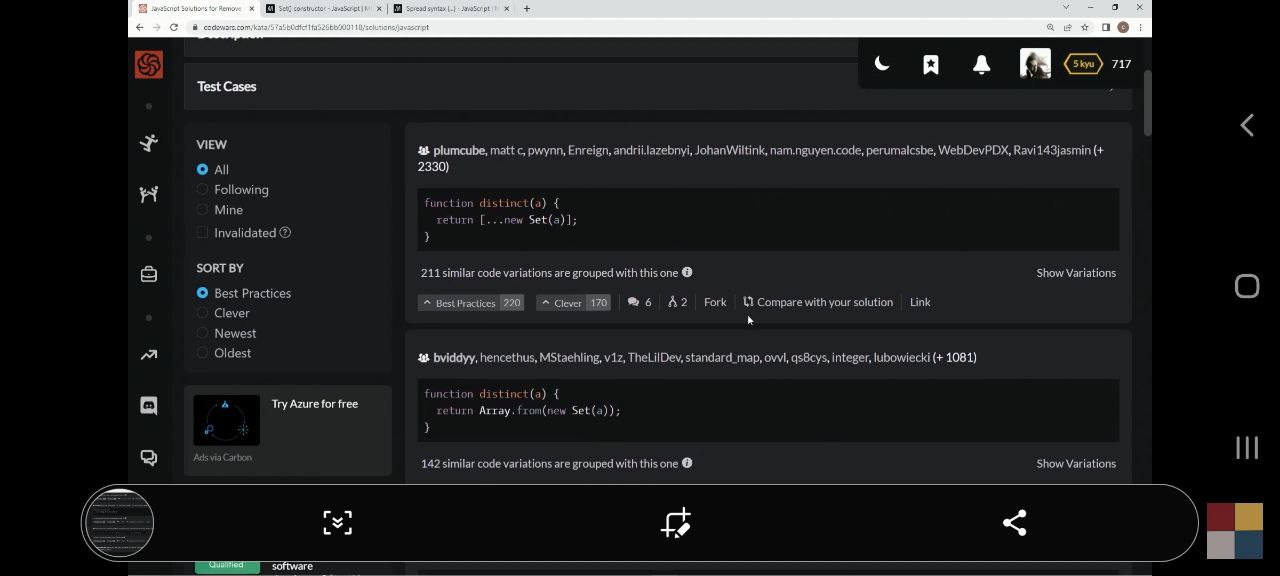 JavaScript Solutions for Remove
Set() constructor - JavaScript | M
Spread syntax (...) - JavaScript | M
codewars.com/kata/57a5b0dfcf1fa526bb000118/solutions/javascript
Description
5 kyu
717
Test Cases
VIEW
All
Following
Mine
Invalidated
SORT BY
Best Practices
Clever
Newest
Oldest
Try Azure for free
Ads via Carbon
Qualified
software
plumcube, matt c, pwynn, Enreign, andrii.lazebnyi, JohanWiltink, nam.nguyen.code, perumalcsbe, WebDevPDX, Ravi143jasmin (+
2330)
function distinct(a) {
return [...new Set(a)];
}
211 similar code variations are grouped with this one
Show Variations
Best Practices 220 Clever 170 6 2 Fork Compare with your solution Link
bviddyy, hencethus, MStaehling, v1z, TheLilDev, standard_map, ovvl, qs8cys, integer, lubowiecki (+ 1081)
function distinct(a) {
return Array.from(new Set(a));
}
142 similar code variations are grouped with this one
Show Variations